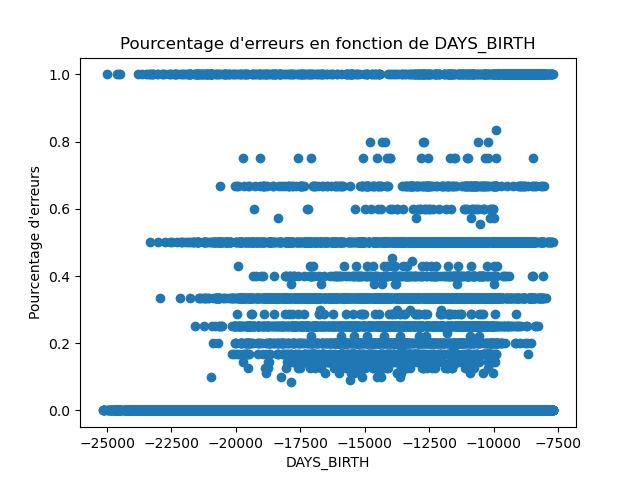 Pourcentage d'erreurs en fonction de DAYS_BIRTH
1.0
0.8
0.6
0.4
0.2
0.0
Pourcentage d'erreurs
−25000 −22500 −20000 −17500 −15000 −12500 −10000 −7500
DAYS_BIRTH